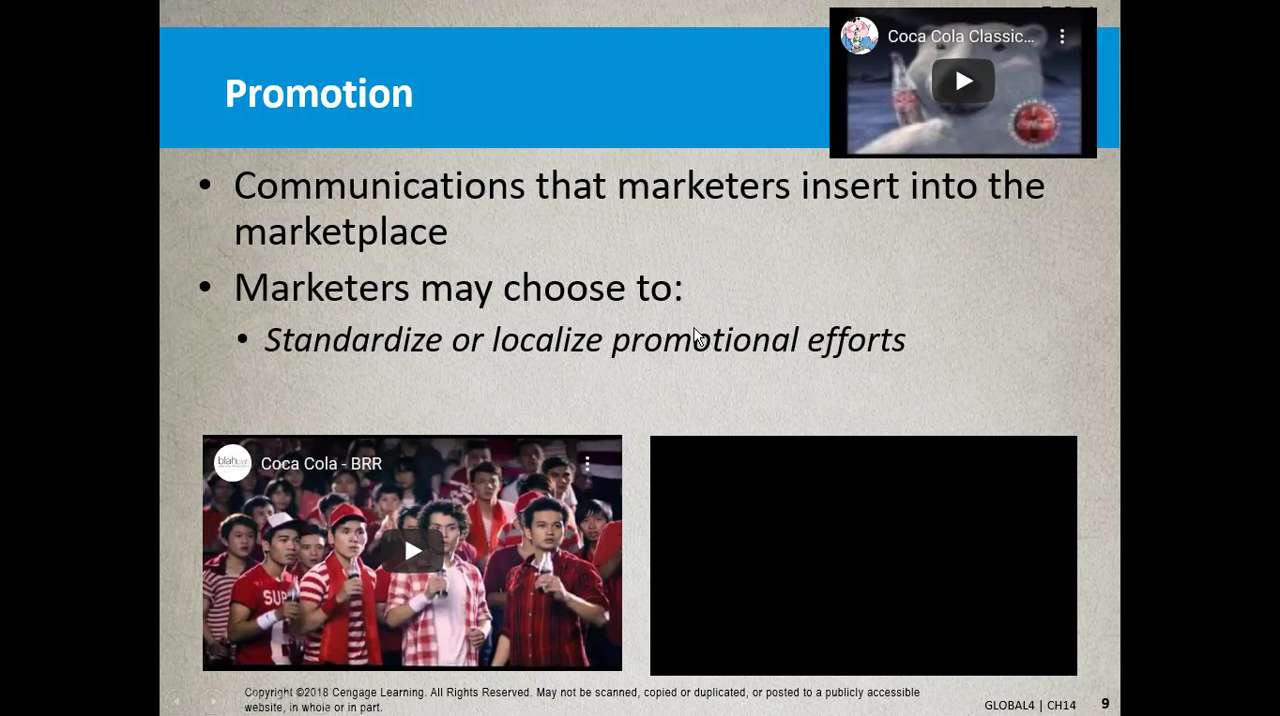 Promotion
Coca Cola Classic...
• Communications that marketers insert into the
marketplace
• Marketers may choose to:
• Standardize or localize promotional efforts
blahblah
Coca Cola - BRR
SUP
Copyright ©2018 Cengage Learning. All Rights Reserved. May not be scanned, copied or duplicated, or posted to a publicly accessible
website, in whole or in part.
GLOBAL4 | CH14
9